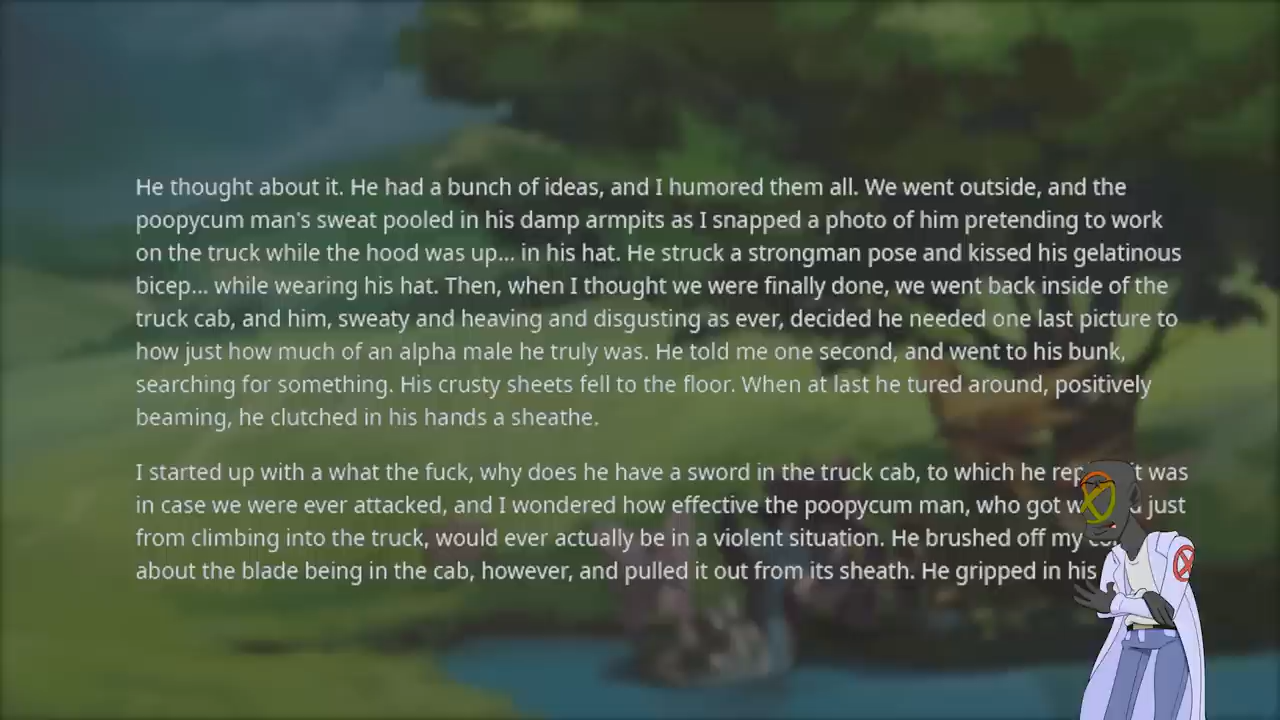 He thought about it. He had a bunch of ideas, and I humored them all. We went outside, and the
poopycum man's sweat pooled in his damp armpits as I snapped a photo of him pretending to work
on the truck while the hood was up... in his hat. He struck a strongman pose and kissed his gelatinous
bicep... while wearing his hat. Then, when I thought we were finally done, we went back inside of the
truck cab, and him, sweaty and heaving and disgusting as ever, decided he needed one last picture to
how just how much of an alpha male he truly was. He told me one second, and went to his bunk,
searching for something. His crusty sheets fell to the floor. When at last he tured around, positively
beaming, he clutched in his hands a sheathe.
I started up with a what the fuck, why does he have a sword in the truck cab, to which he was
in case we were ever attacked, and I wondered how effective the poopycum man, who got just
from climbing into the truck, would ever actually be in a violent situation. He brushed off my
about the blade being in the cab, however, and pulled it out from its sheath. He gripped in his